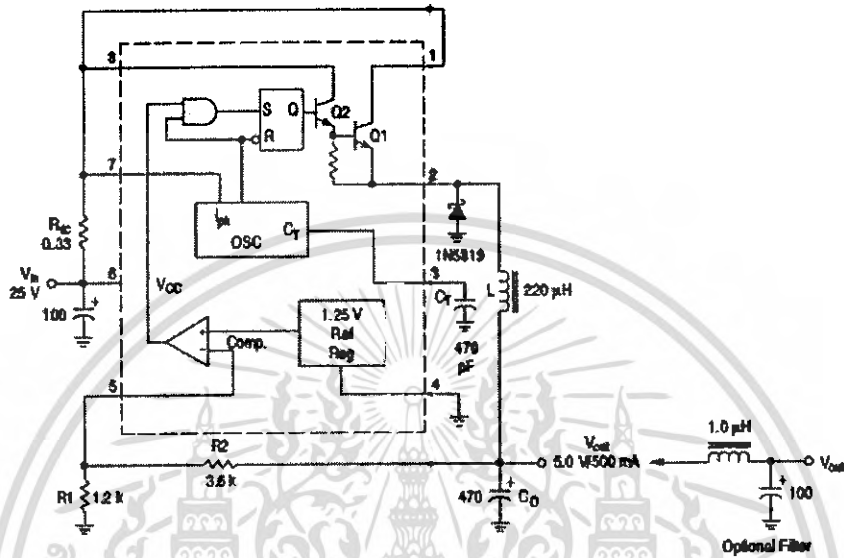 8
1
S Q
R
Q2
Q1
7
2
Ipk
OSC
CT
Rsc
0.33
1N5819
Vin
25 V
6
VCC
3
CT
L
220 µH
100
+
1.25 V
Ref
Reg
Comp.
470
pF
5
4
R2
3.6 k
1.0 µH
Vout
5.0 V/500 mA
Vout
R1
1.2 k
470
+
CO
+
100
Optional Filter